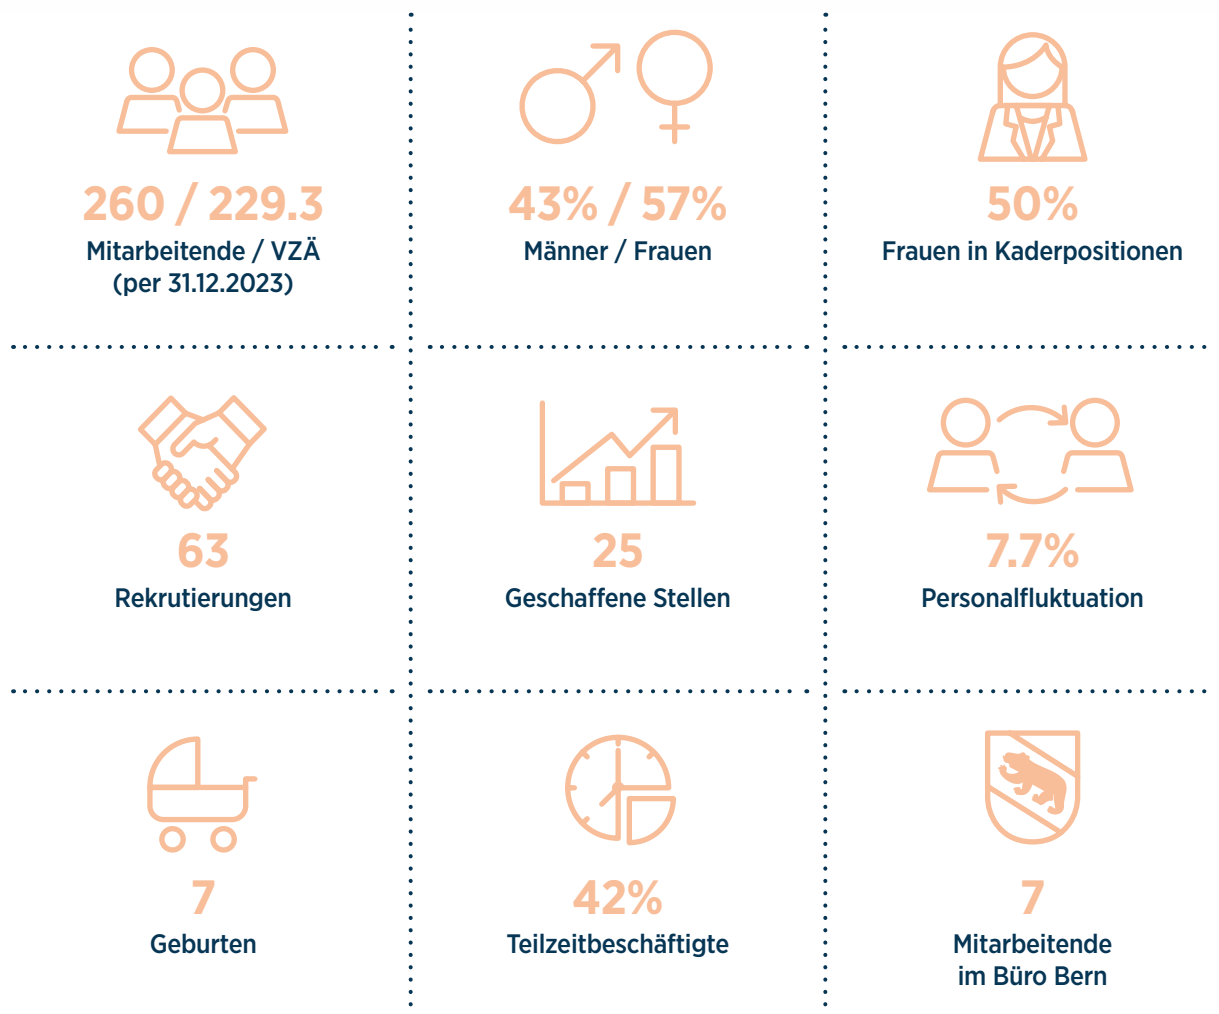 260 / 229.3
Mitarbeitende / VZÄ
(per 31.12.2023)
43% / 57%
Männer / Frauen
50%
Frauen in Kaderpositionen
63
Rekrutierungen
25
Geschaffene Stellen
7.7%
Personalfluktuation
7
Geburten
42%
Teilzeitbeschäftigte
7
Mitarbeitende
im Büro Bern